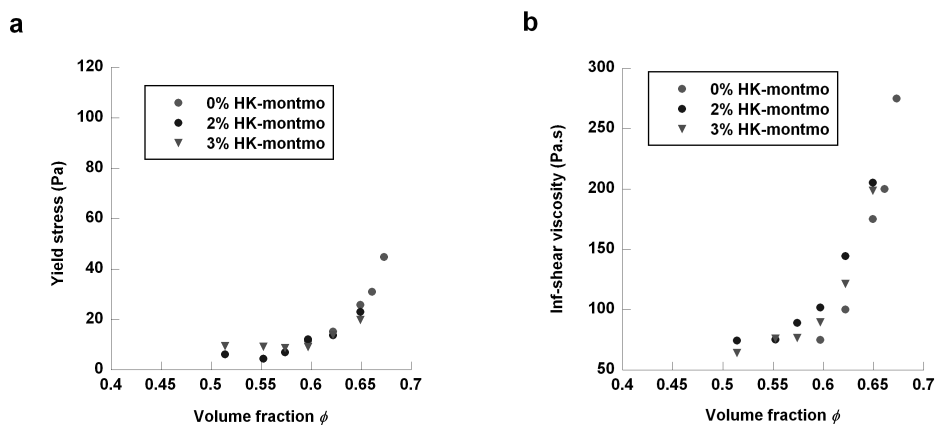 a
120
100
80
60
40
20
0
0.4 0.45 0.5 0.55 0.6 0.65 0.7
Yield stress (Pa)
Volume fraction ϕ
0% HK-montmo
2% HK-montmo
3% HK-montmo
b
300
250
200
150
100
50
0.4 0.45 0.5 0.55 0.6 0.65 0.7
Inf-shear viscosity (Pa.s)
Volume fraction ϕ
0% HK-montmo
2% HK-montmo
3% HK-montmo